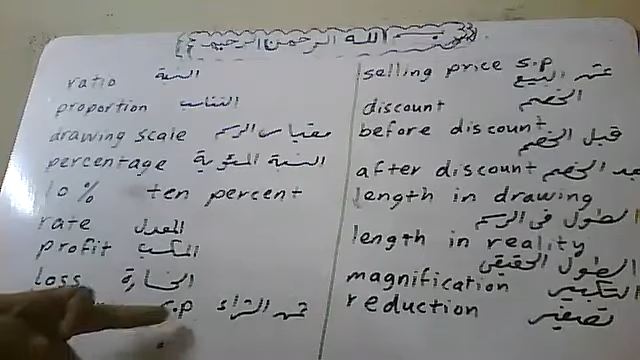 بسم الله الرحمن الرحيم
ratio النسبة
proportion التناسب
drawing scale مقياس الرسم
percentage النسبة المئوية
10 % ten percent
rate المعدل
profit المكسب
loss الخسارة
c.p ثمن الشراء
selling price s.p ثمن البيع
discount الخصم
before discount قبل الخصم
after discount بعد الخصم
length in drawing
الطول في الرسم
length in reality
الطول الحقيقى
magnification التكبير
reduction تصغير